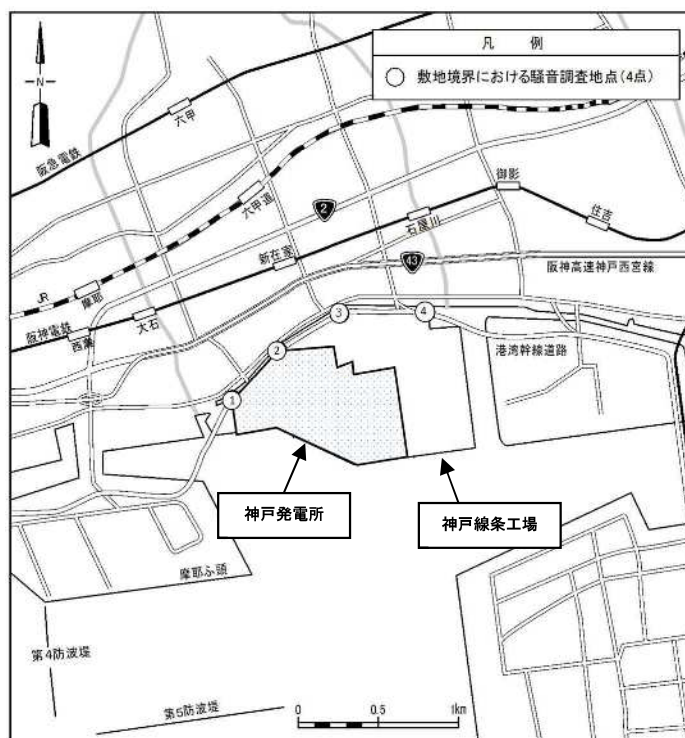 凡 例
敷地境界における騒音調査地点(4点)
N
六甲
阪急電鉄
六甲道
2
御影
住吉
石屋川
新在家
43
阪神高速神戸西宮線
JR
摩耶
阪神電鉄
西灘
大石
1
2
3
4
港湾幹線道路
神戸発電所
神戸線条工場
摩耶ふ頭
第4防波堤
第5防波堤
0 0.5 1km